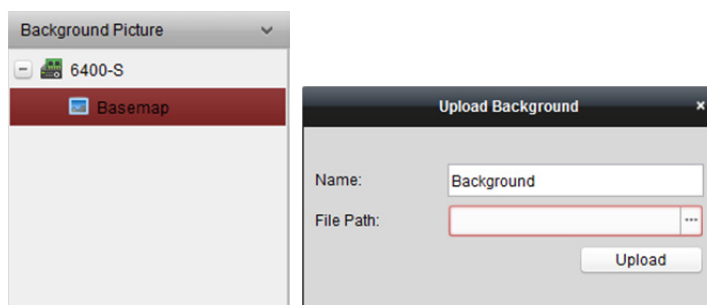 Background Picture
6400-S
Basemap
Upload Background
Name:
Background
File Path:
...
Upload